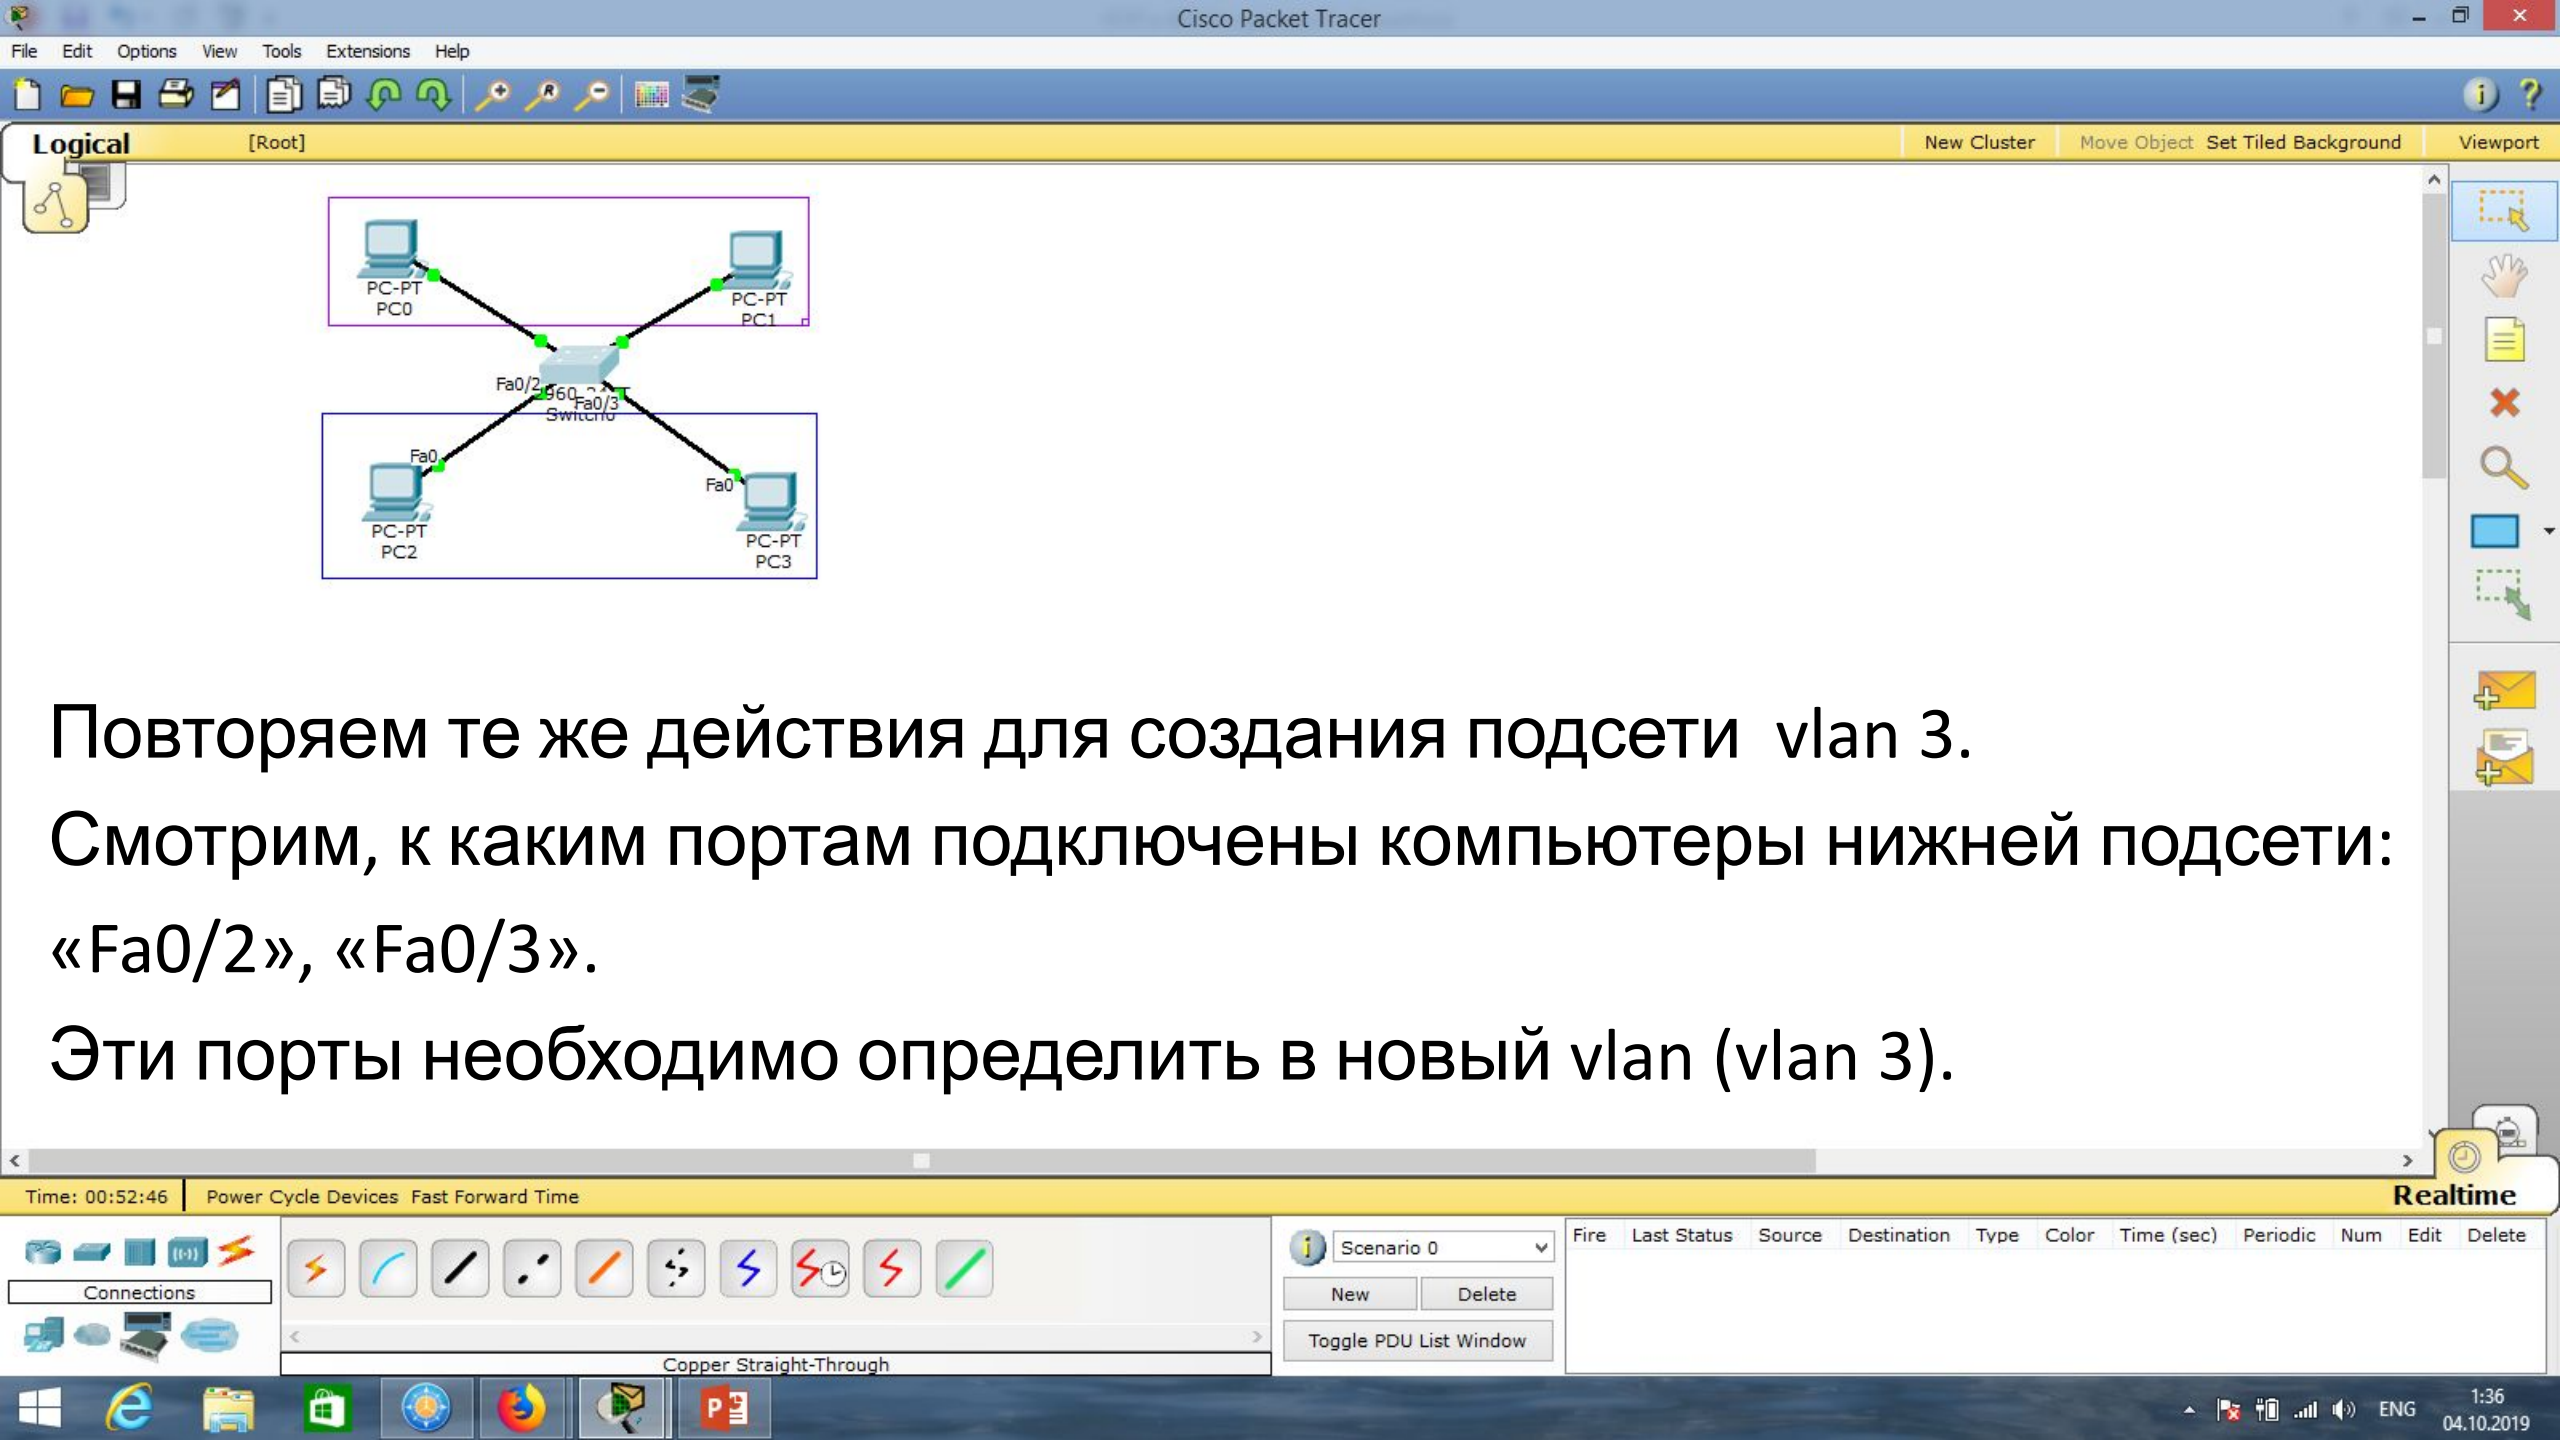 Cisco Packet Tracer
File Edit Options View Tools Extensions Help
Logical [Root] New Cluster Move Object Set Tiled Background Viewport
PC-PT
PC0
PC-PT
PC1
Fa0/2
Fa0/3
Fa0
PC-PT
PC2
Fa0
PC-PT
PC3
Повторяем те же действия для создания подсети vlan 3.
Смотрим, к каким портам подключены компьютеры нижней подсети:
«Fa0/2», «Fa0/3».
Эти порты необходимо определить в новый vlan (vlan 3).
Time: 00:52:46 Power Cycle Devices Fast Forward Time Realtime
Connections
Copper Straight-Through
Scenario 0
New Delete
Toggle PDU List Window
Fire Last Status Source Destination Type Color Time (sec) Periodic Num Edit Delete
ENG
1:36
04.10.2019